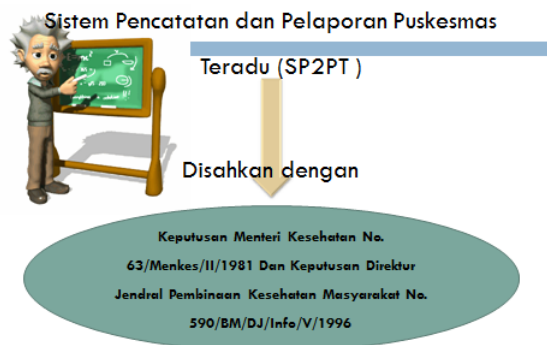 Sistem Pencatatan dan Pelaporan Puskesmas
Teradu (SP2PT )
Disahkan dengan
Keputusan Menteri Kesehatan No.
63/Menkes/II/1981 Dan Keputusan Direktur
Jendral Pembinaan Kesehatan Masyarakat No.
590/BM/DJ/Info/V/1996